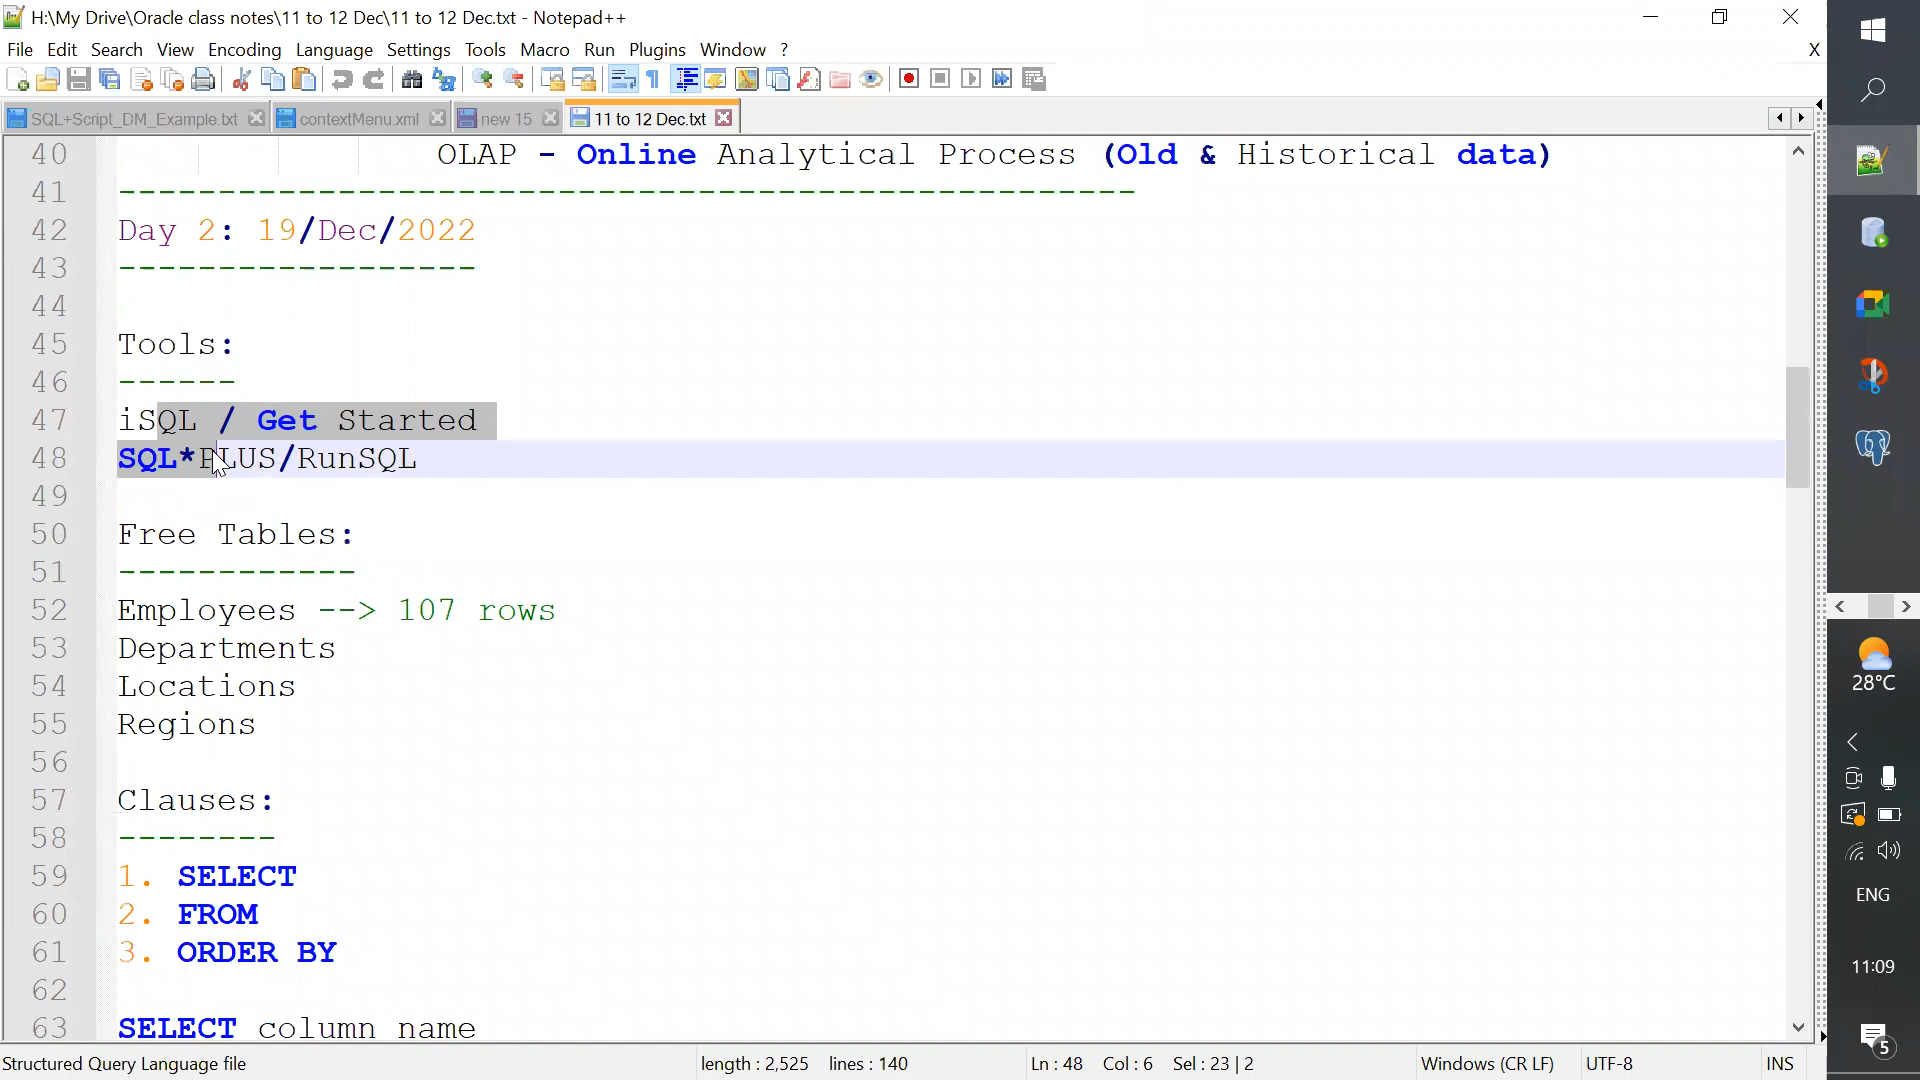 H:\My Drive\Oracle class notes\11 to 12 Dec\11 to 12 Dec.txt - Notepad++
File Edit Search View Encoding Language Settings Tools Macro Run Plugins Window ?
X
SQL+Script_DM_Example.txt contextMenu.xml new 15 11 to 12 Dec.txt
40 OLAP - Online Analytical Process (Old & Historical data)
41 ---------------------------------------------------
42 Day 2: 19/Dec/2022
43 ------------------
44
45 Tools:
46 ------
47 iSQL / Get Started
48 SQL*PLUS/RunSQL
49
50 Free Tables:
51 ------------
52 Employees --> 107 rows
53 Departments
54 Locations
55 Regions
56
57 Clauses:
58 --------
59 1. SELECT
60 2. FROM
61 3. ORDER BY
62
63 SELECT column name
Structured Query Language file length : 2,525 lines : 140 Ln : 48 Col : 6 Sel : 23 | 2 Windows (CR LF) UTF-8 INS
28°C
ENG
11:09
5